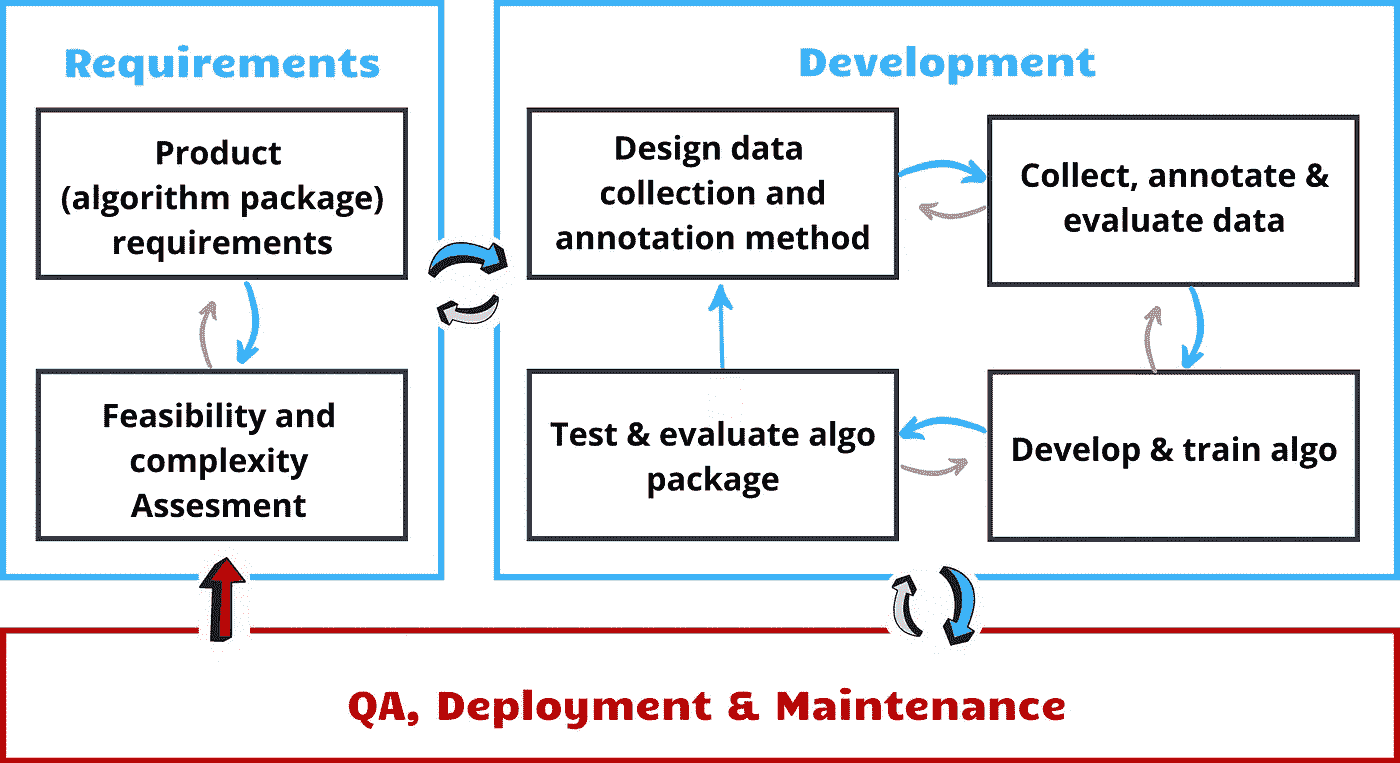 Requirements
Product
(algorithm package)
requirements
Feasibility and
complexity
Assesment
Development
Design data
collection and
annotation method
Collect, annotate &
evaluate data
Test & evaluate algo
package
Develop & train algo
QA, Deployment & Maintenance